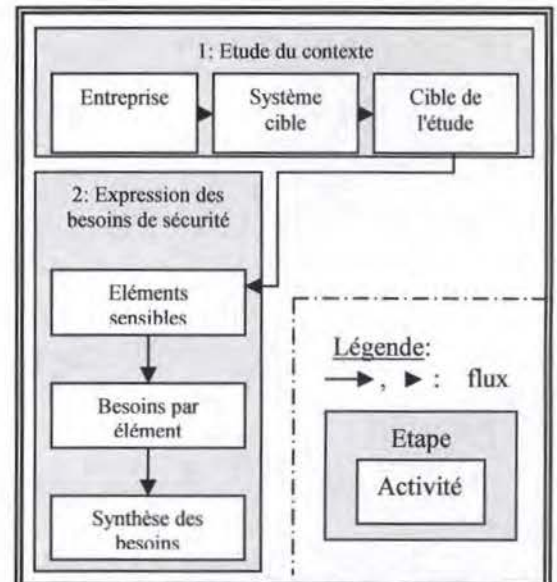 1: Etude du contexte
Entreprise
Système
cible
Cible de
l'étude
2: Expression des
besoins de sécurité
Eléments
sensibles
Besoins par
élément
Synthèse des
besoins
Légende:
, : flux
Etape
Activité